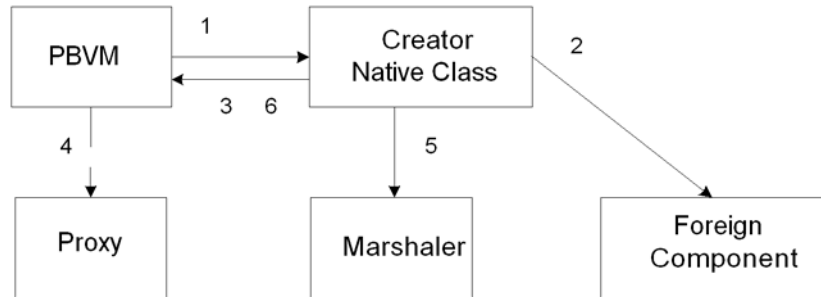 1
PBVM
Creator
Native Class
2
3 6
4
5
Proxy
Marshaler
Foreign
Component